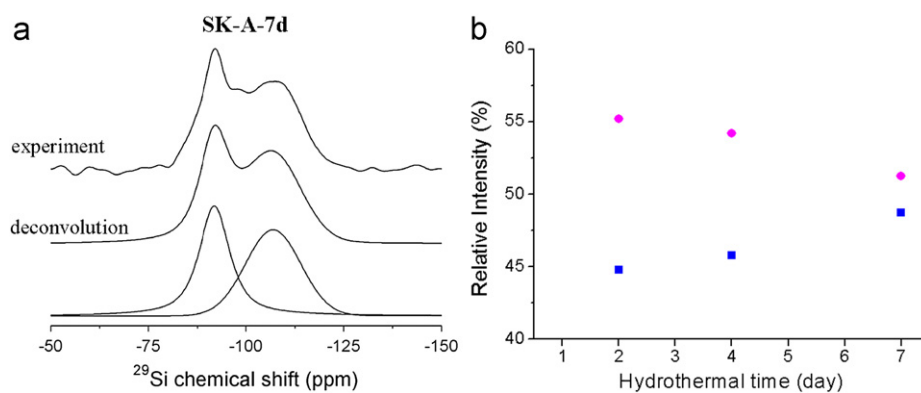 a
SK-A-7d
experiment
deconvolution
-50 -75 -100 -125 -150
²⁹Si chemical shift (ppm)
b
Relative Intensity (%)
60
55
50
45
40
1 2 3 4 5 6 7
Hydrothermal time (day)